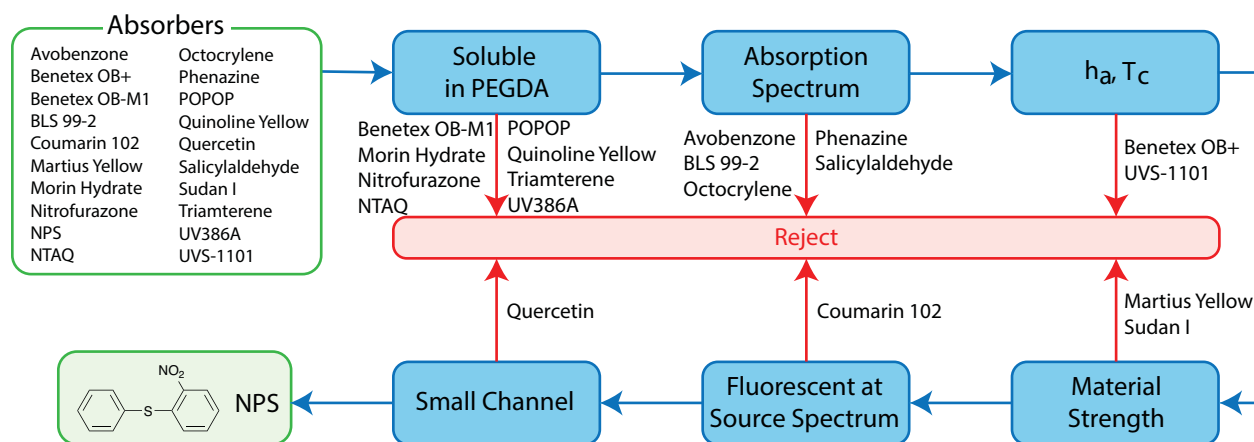 Absorbers
Avobenzone
Benetex OB+
Benetex OB-M1
BLS 99-2
Coumarin 102
Martius Yellow
Morin Hydrate
Nitrofurazone
NPS
NTAQ
Octocrylene
Phenazine
POPOP
Quinoline Yellow
Quercetin
Salicylaldehyde
Sudan I
Triamterene
UV386A
UVS-1101
Soluble
in PEGDA
Absorption
Spectrum
ha, Tc
Benetex OB-M1
Morin Hydrate
Nitrofurazone
NTAQ
POPOP
Quinoline Yellow
Triamterene
UV386A
Avobenzone
BLS 99-2
Octocrylene
Phenazine
Salicylaldehyde
Benetex OB+
UVS-1101
Reject
Quercetin
Coumarin 102
Martius Yellow
Sudan I
NO2
S
NPS
Small Channel
Fluorescent at
Source Spectrum
Material
Strength